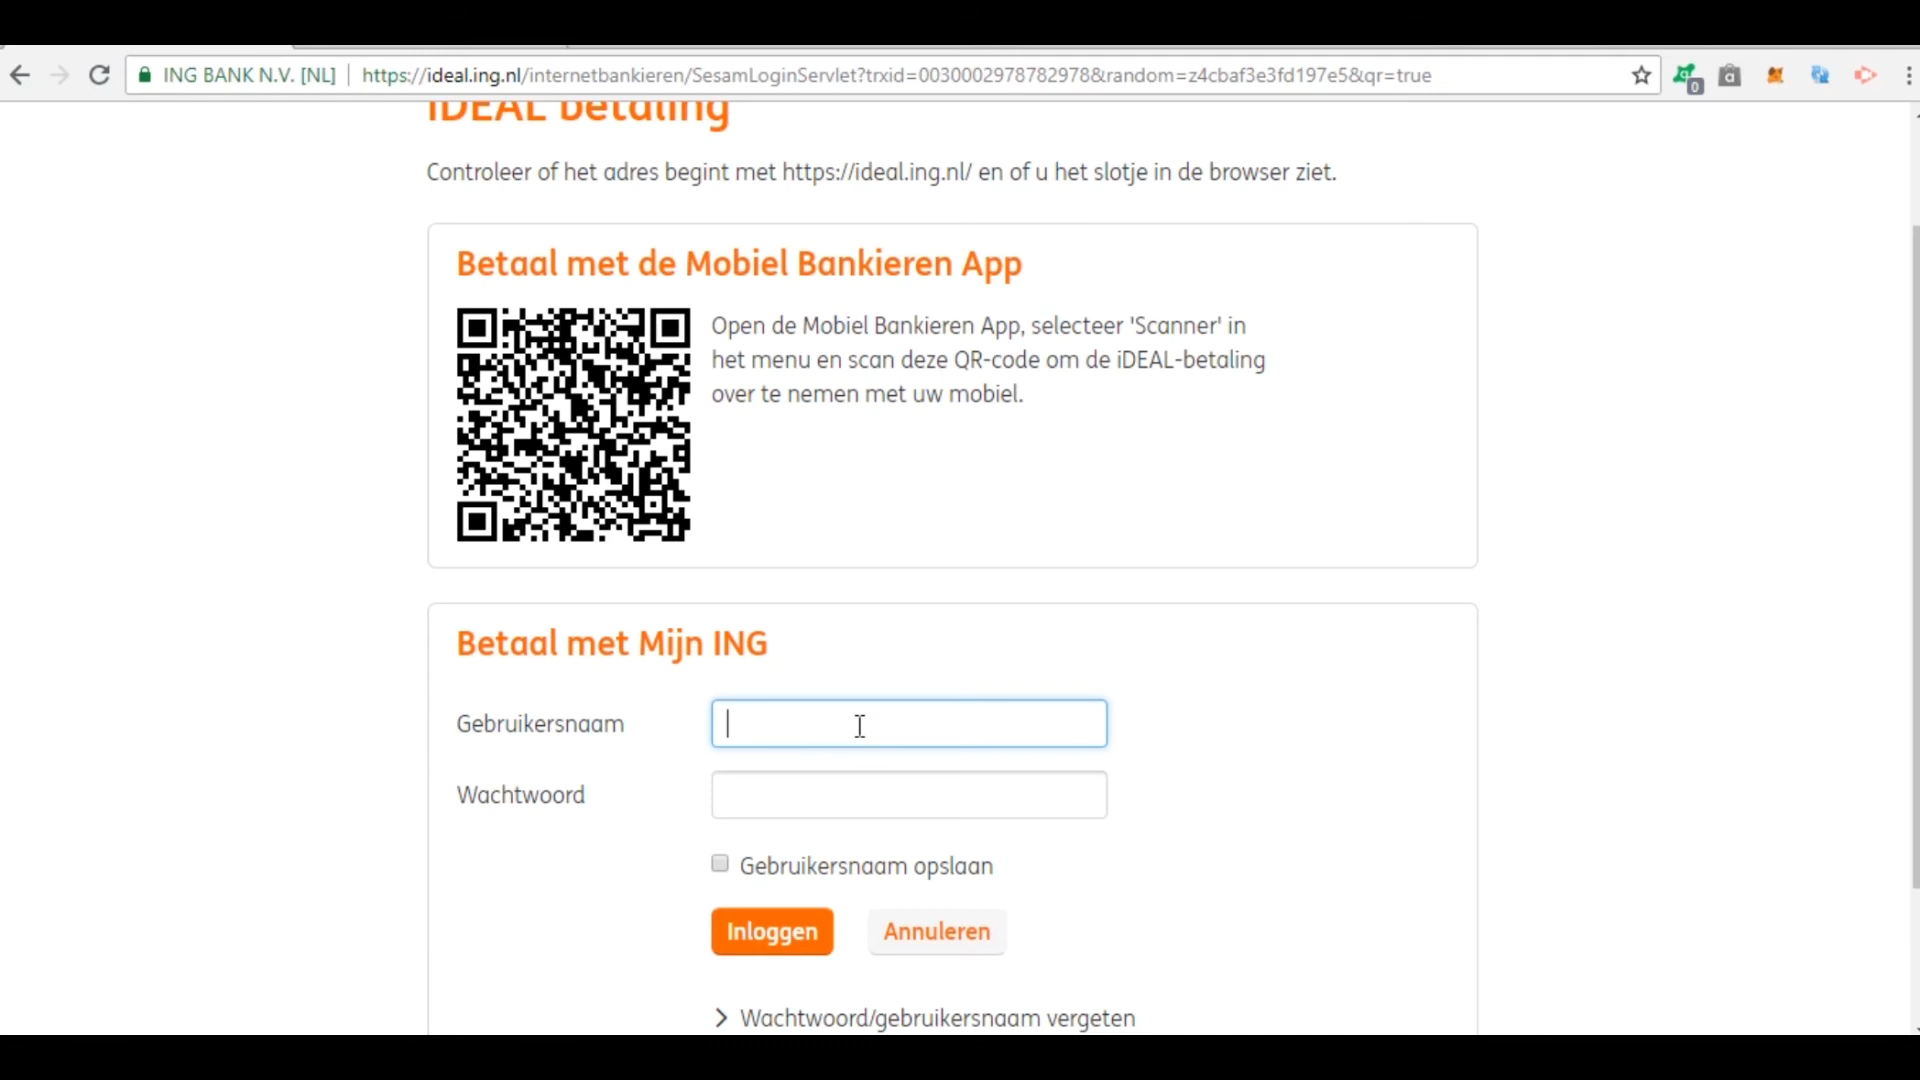 ING BANK N.V. [NL] https://ideal.ing.nl/internetbankieren/SesamLoginServlet?trxid=0030002978782978&random=z4cbaf3e3fd197e5&qr=true
0
iDEAL betaling
Controleer of het adres begint met https://ideal.ing.nl/ en of u het slotje in de browser ziet.
Betaal met de Mobiel Bankieren App
Open de Mobiel Bankieren App, selecteer 'Scanner' in
het menu en scan deze QR-code om de iDEAL-betaling
over te nemen met uw mobiel.
Betaal met Mijn ING
Gebruikersnaam
Wachtwoord
Gebruikersnaam opslaan
Inloggen Annuleren
Wachtwoord/gebruikersnaam vergeten